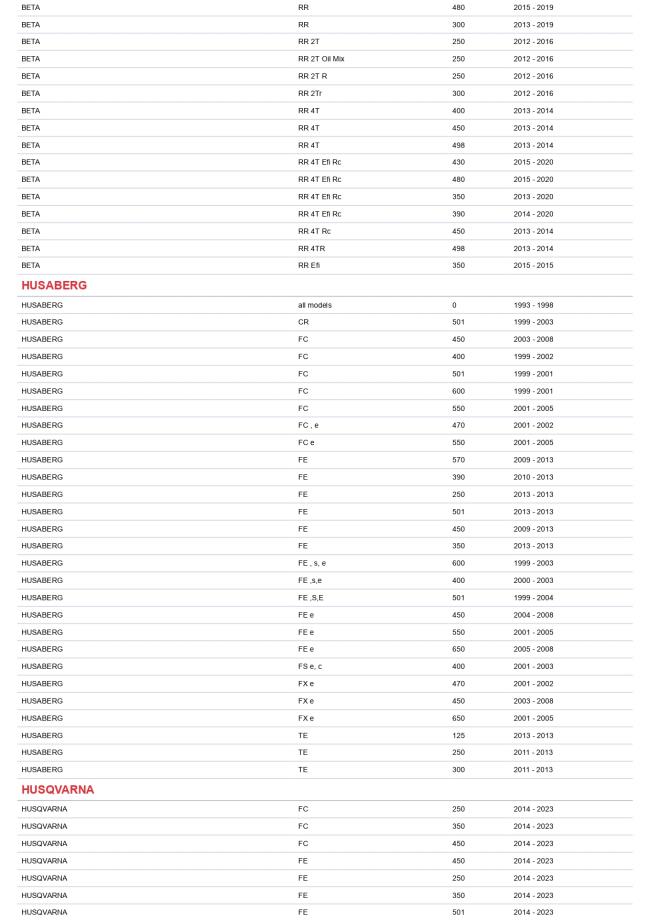 BETA RR 480 2015 - 2019
BETA RR 300 2013 - 2019
BETA RR 2T 250 2012 - 2016
BETA RR 2T Oil Mix 250 2012 - 2016
BETA RR 2T R 250 2012 - 2016
BETA RR 2Tr 300 2012 - 2016
BETA RR 4T 400 2013 - 2014
BETA RR 4T 450 2013 - 2014
BETA RR 4T 498 2013 - 2014
BETA RR 4T Efi Rc 430 2015 - 2020
BETA RR 4T Efi Rc 480 2015 - 2020
BETA RR 4T Efi Rc 350 2013 - 2020
BETA RR 4T Efi Rc 390 2014 - 2020
BETA RR 4T Rc 450 2013 - 2014
BETA RR 4TR 498 2013 - 2014
BETA RR Efi 350 2015 - 2015
HUSABERG
HUSABERG all models 0 1993 - 1998
HUSABERG CR 501 1999 - 2003
HUSABERG FC 450 2003 - 2008
HUSABERG FC 400 1999 - 2002
HUSABERG FC 501 1999 - 2001
HUSABERG FC 600 1999 - 2001
HUSABERG FC 550 2001 - 2005
HUSABERG FC , e 470 2001 - 2002
HUSABERG FC e 550 2001 - 2005
HUSABERG FE 570 2009 - 2013
HUSABERG FE 390 2010 - 2013
HUSABERG FE 250 2013 - 2013
HUSABERG FE 501 2013 - 2013
HUSABERG FE 450 2009 - 2013
HUSABERG FE 350 2013 - 2013
HUSABERG FE , s, e 600 1999 - 2003
HUSABERG FE ,s,e 400 2000 - 2003
HUSABERG FE ,S,E 501 1999 - 2004
HUSABERG FE e 450 2004 - 2008
HUSABERG FE e 550 2001 - 2005
HUSABERG FE e 650 2005 - 2008
HUSABERG FS e, c 400 2001 - 2003
HUSABERG FX e 470 2001 - 2002
HUSABERG FX e 450 2003 - 2008
HUSABERG FX e 650 2001 - 2005
HUSABERG TE 125 2013 - 2013
HUSABERG TE 250 2011 - 2013
HUSABERG TE 300 2011 - 2013
HUSQVARNA
HUSQVARNA FC 250 2014 - 2023
HUSQVARNA FC 350 2014 - 2023
HUSQVARNA FC 450 2014 - 2023
HUSQVARNA FE 450 2014 - 2023
HUSQVARNA FE 250 2014 - 2023
HUSQVARNA FE 350 2014 - 2023
HUSQVARNA FE 501 2014 - 2023